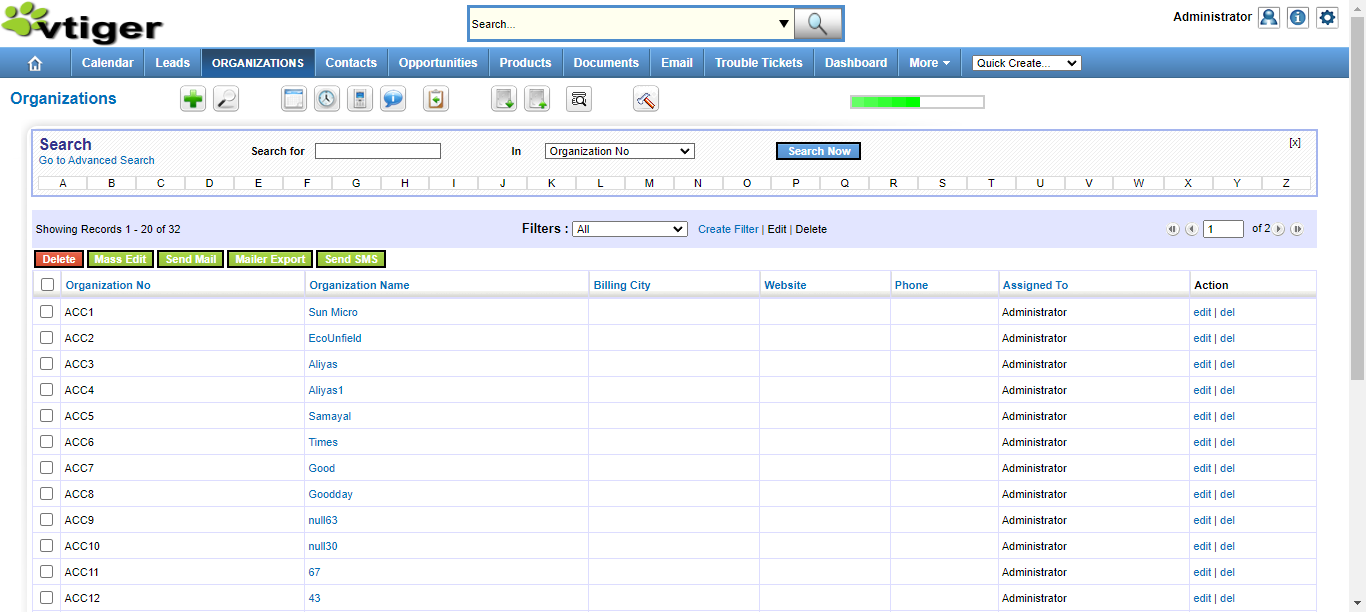 vtiger
Search...
Administrator
Calendar Leads ORGANIZATIONS Contacts Opportunities Products Documents Email Trouble Tickets Dashboard More Quick Create...
Organizations
Search
Go to Advanced Search
Search for In Organization No Search Now [x]
A B C D E F G H I J K L M N O P Q R S T U V W X Y Z
Showing Records 1 - 20 of 32 Filters : All Create Filter | Edit | Delete 1 of 2
Delete Mass Edit Send Mail Mailer Export Send SMS
Organization No Organization Name Billing City Website Phone Assigned To Action
ACC1 Sun Micro Administrator edit | del
ACC2 EcoUnfield Administrator edit | del
ACC3 Aliyas Administrator edit | del
ACC4 Aliyas1 Administrator edit | del
ACC5 Samayal Administrator edit | del
ACC6 Times Administrator edit | del
ACC7 Good Administrator edit | del
ACC8 Goodday Administrator edit | del
ACC9 null63 Administrator edit | del
ACC10 null30 Administrator edit | del
ACC11 67 Administrator edit | del
ACC12 43 Administrator edit | del